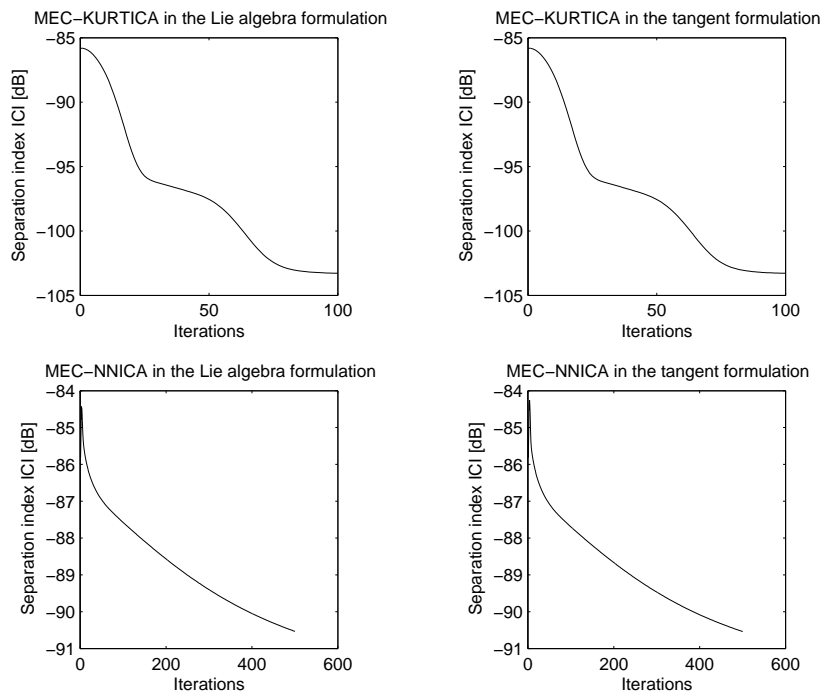 MEC−KURTICA in the Lie algebra formulation
Separation index ICI [dB]
−85
−90
−95
−100
−105
0 50 100
Iterations
MEC−KURTICA in the tangent formulation
Separation index ICI [dB]
−85
−90
−95
−100
−105
0 50 100
Iterations
MEC−NNICA in the Lie algebra formulation
Separation index ICI [dB]
−84
−85
−86
−87
−88
−89
−90
−91
0 200 400 600
Iterations
MEC−NNICA in the tangent formulation
Separation index ICI [dB]
−84
−85
−86
−87
−88
−89
−90
−91
0 200 400 600
Iterations